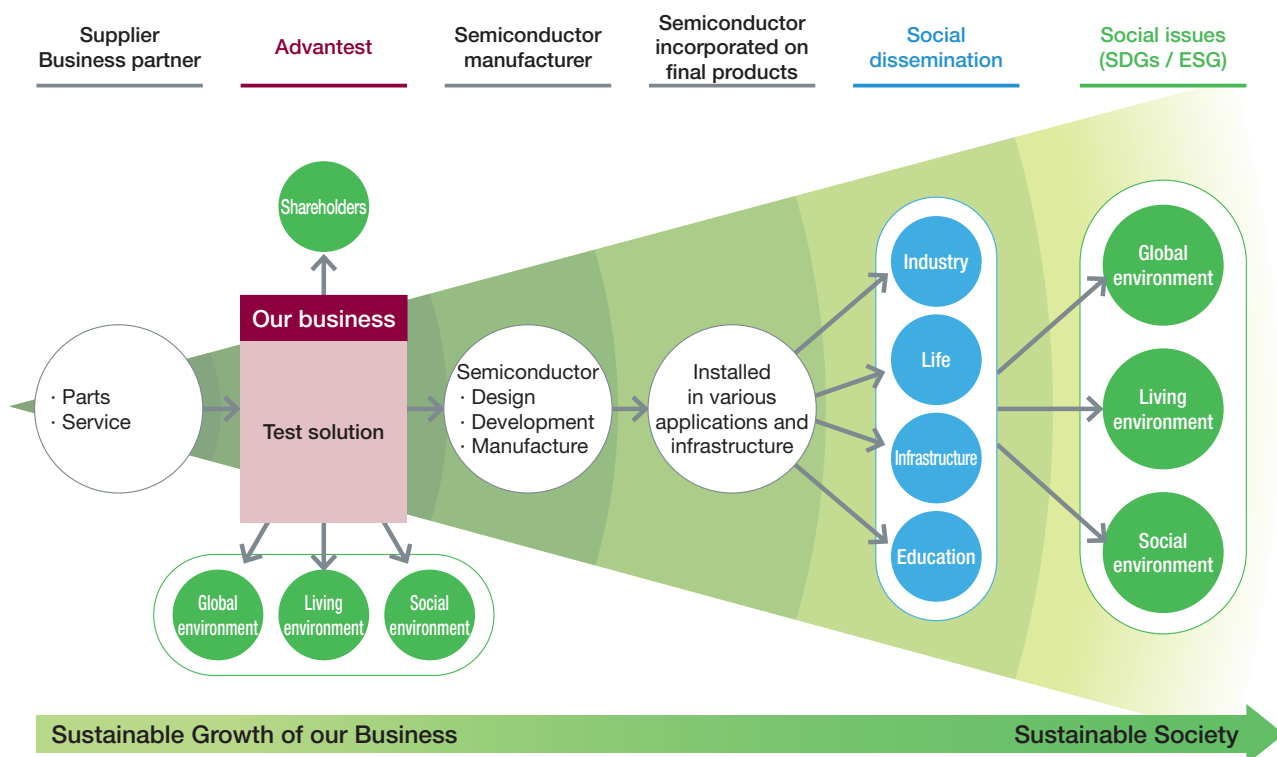 Supplier
Business partner
Advantest
Semiconductor
manufacturer
Semiconductor
incorporated on
final products
Social
dissemination
Social issues
(SDGs / ESG)
Shareholders
Our business
Test solution
· Parts
· Service
Semiconductor
· Design
· Development
· Manufacture
Installed
in various
applications and
infrastructure
Industry
Life
Infrastructure
Education
Global
environment
Living
environment
Social
environment
Global
environment
Living
environment
Social
environment
Sustainable Growth of our Business
Sustainable Society